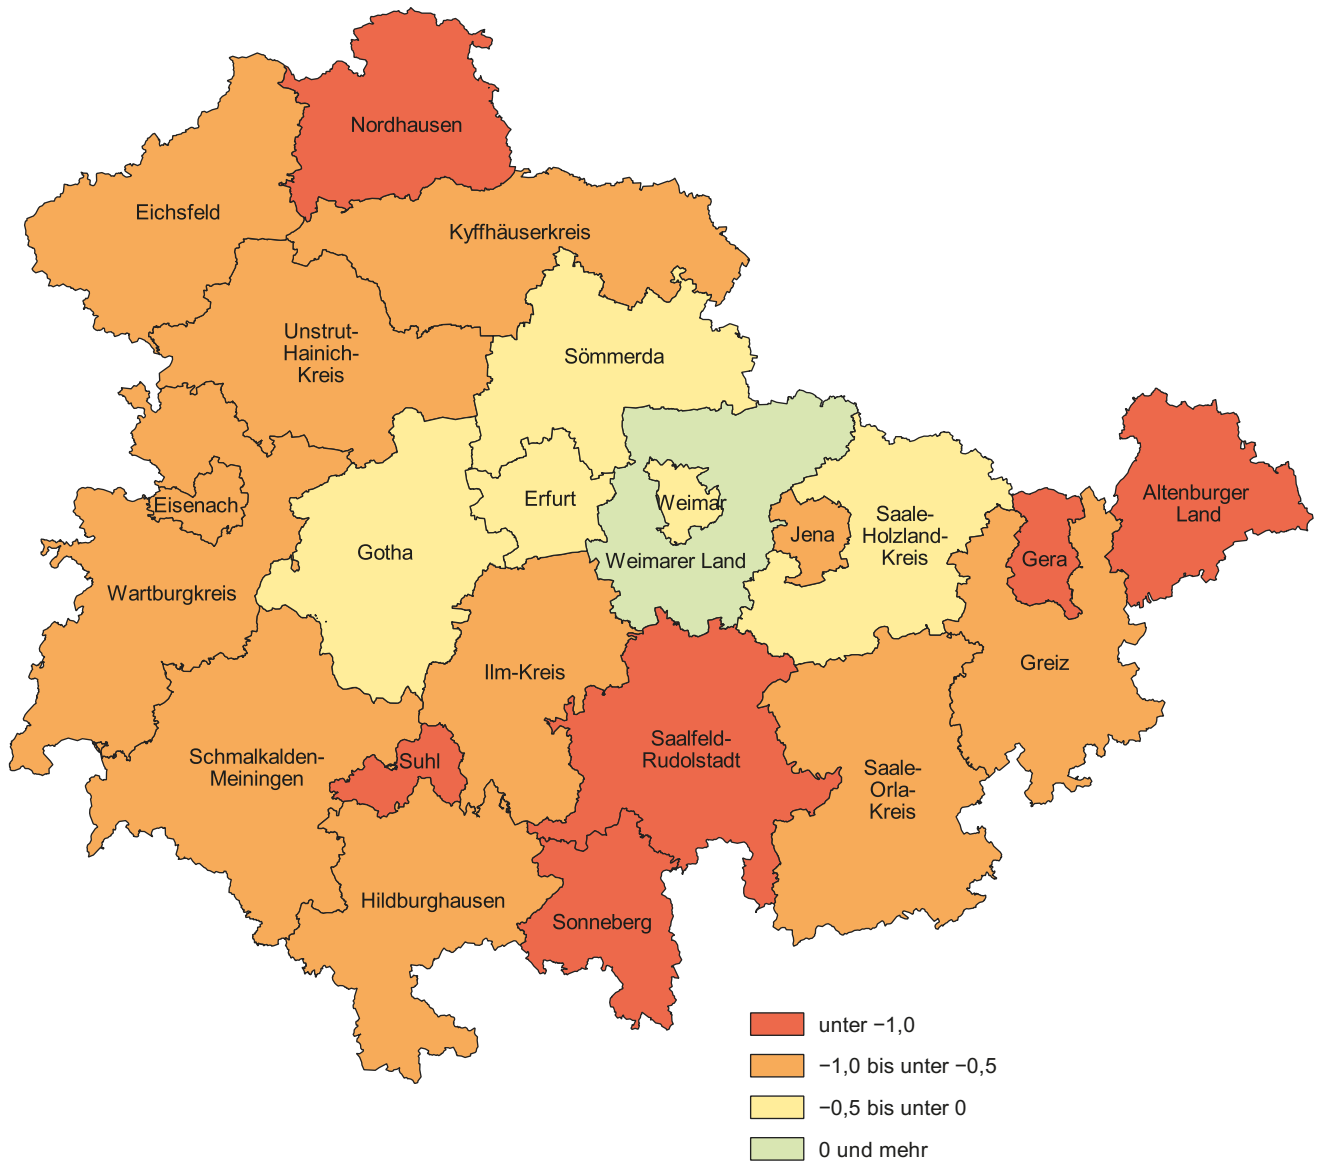 Nordhausen
Eichsfeld
Kyffhäuserkreis
Unstrut-
Hainich-
Kreis
Sömmerda
Eisenach
Erfurt
Weimar
Altenburger
Land
Jena
Saale-
Holzland-
Kreis
Gotha
Weimarer Land
Gera
Wartburgkreis
Ilm-Kreis
Greiz
Schmalkalden-
Meiningen
Suhl
Saalfeld-
Rudolstadt
Saale-
Orla-
Kreis
Hildburghausen
Sonneberg
unter −1,0
−1,0 bis unter −0,5
−0,5 bis unter 0
0 und mehr